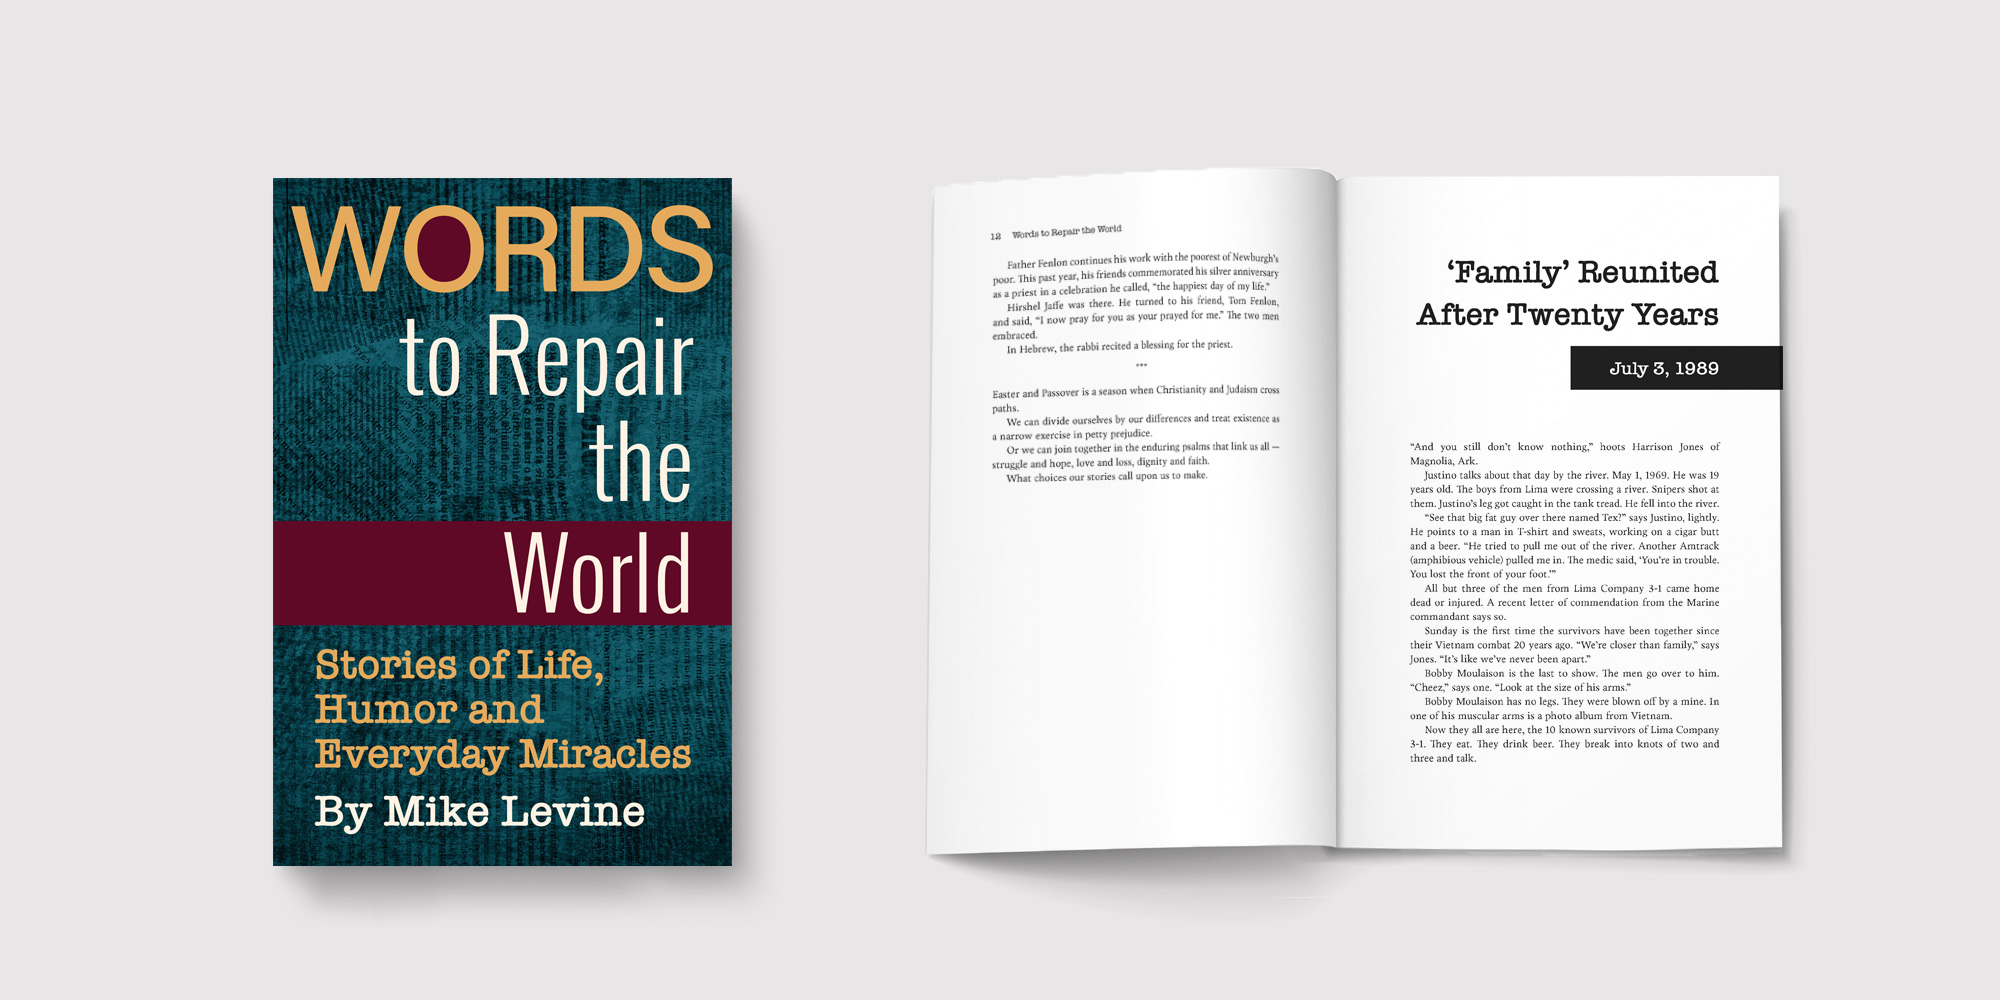 WORDS
to Repair
the
World
Stories of Life,
Humor and
Everyday Miracles
By Mike Levine
12 Words to Repair the World
Father Fenlon continues his work with the poorest of Newburgh's
poor. This past year, his friends commemorated his silver anniversary
as a priest in a celebration he called, “the happiest day of my life.”
Hirshel Jaffe was there. He turned to his friend, Tom Fenlon,
and said, “I now pray for you as your prayed for me.” The two men
embraced.
In Hebrew, the rabbi recited a blessing for the priest.
***
Easter and Passover is a season when Christianity and Judaism cross
paths.
We can divide ourselves by our differences and treat existence as
a narrow exercise in petty prejudice.
Or we can join together in the enduring psalms that link us all —
struggle and hope, love and loss, dignity and faith.
What choices our stories call upon us to make.
‘Family’ Reunited
After Twenty Years
July 3, 1989
“And you still don’t know nothing,” hoots Harrison Jones of
Magnolia, Ark.
Justino talks about that day by the river. May 1, 1969. He was 19
years old. The boys from Lima were crossing a river. Snipers shot at
them. Justino’s leg got caught in the tank tread. He fell into the river.
“See that big fat guy over there named Tex?” says Justino, lightly.
He points to a man in T-shirt and sweats, working on a cigar butt
and a beer. “He tried to pull me out of the river. Another Amtrack
(amphibious vehicle) pulled me in. The medic said, ‘You’re in trouble.
You lost the front of your foot.’”
All but three of the men from Lima Company 3-1 came home
dead or injured. A recent letter of commendation from the Marine
commandant says so.
Sunday is the first time the survivors have been together since
their Vietnam combat 20 years ago. “We’re closer than family,” says
Jones. “It’s like we’ve never been apart.”
Bobby Moulaison is the last to show. The men go over to him.
“Cheez,” says one. “Look at the size of his arms.”
Bobby Moulaison has no legs. They were blown off by a mine. In
one of his muscular arms is a photo album from Vietnam.
Now they all are here, the 10 known survivors of Lima Company
3-1. They eat. They drink beer. They break into knots of two and
three and talk.